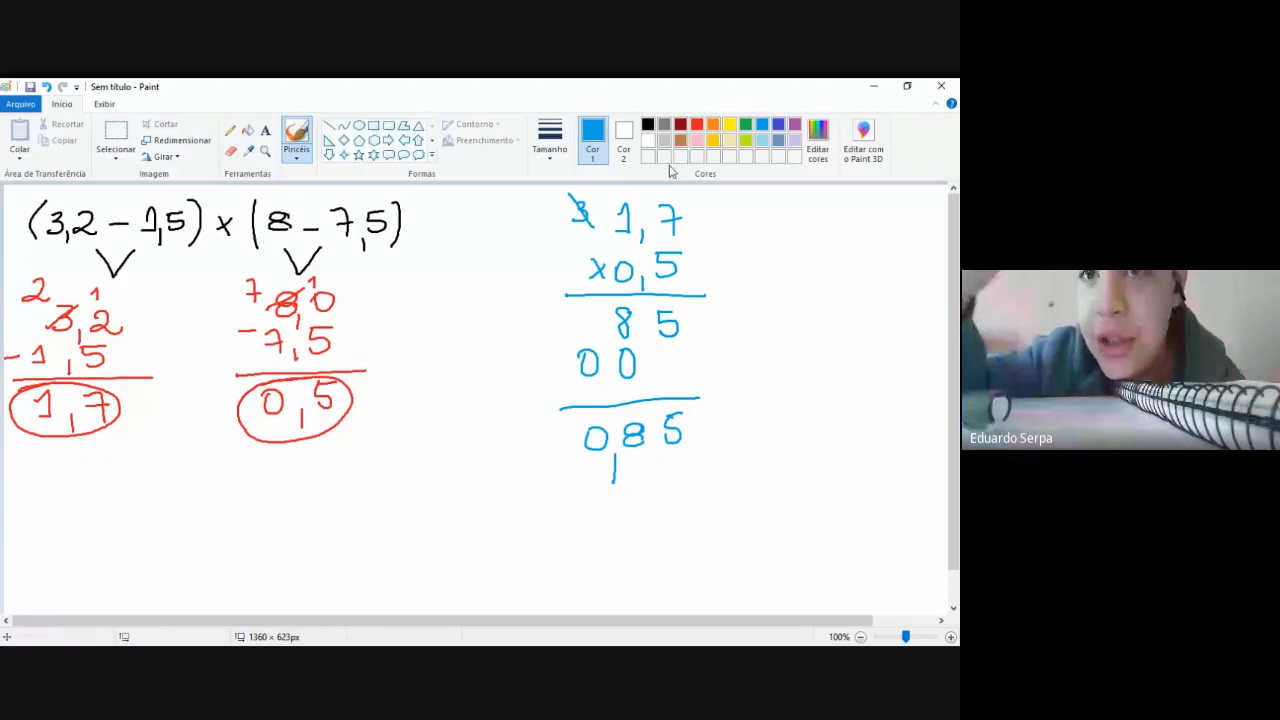 Sem título - Paint
Arquivo Início Exibir
Colar
Recortar
Copiar
Área de Transferência
Selecionar
Cortar
Redimensionar
Girar
Imagem
A
Ferramentas
Pincéis
Contorno
Preenchimento
Formas
Tamanho
Cor 1
Cor 2
Editar cores
Editar com o Paint 3D
Cores
(3,2 - 1,5) x (8 - 7,5)
2 1
3,2
- 1,5
1,7
7 1
8,0
- 7,5
0,5
3 1,7
x 0,5
8 5
0 0
0,85
Eduardo Serpa
1360 × 623px
100%